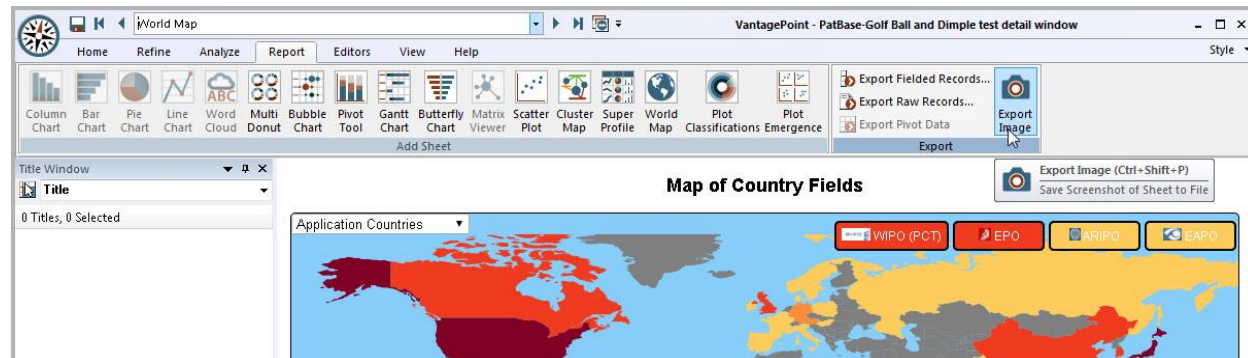 World Map
VantagePoint - PatBase-Golf Ball and Dimple test detail window
Home Refine Analyze Report Editors View Help
Style
Column Chart
Bar Chart
Pie Chart
Line Chart
ABC
Word Cloud
Multi Donut
Bubble Chart
Pivot Tool
Gantt Chart
Butterfly Chart
Matrix Viewer
Scatter Plot
Cluster Map
Super Profile
World Map
Plot Classifications
Plot Emergence
Add Sheet
Export Fielded Records...
Export Raw Records...
Export Pivot Data
Export Image
Export
Export Image (Ctrl+Shift+P)
Save Screenshot of Sheet to File
Title Window
Title
0 Titles, 0 Selected
Map of Country Fields
Application Countries
WIPO WIPO (PCT)
EPO
ARIPO
EAPO